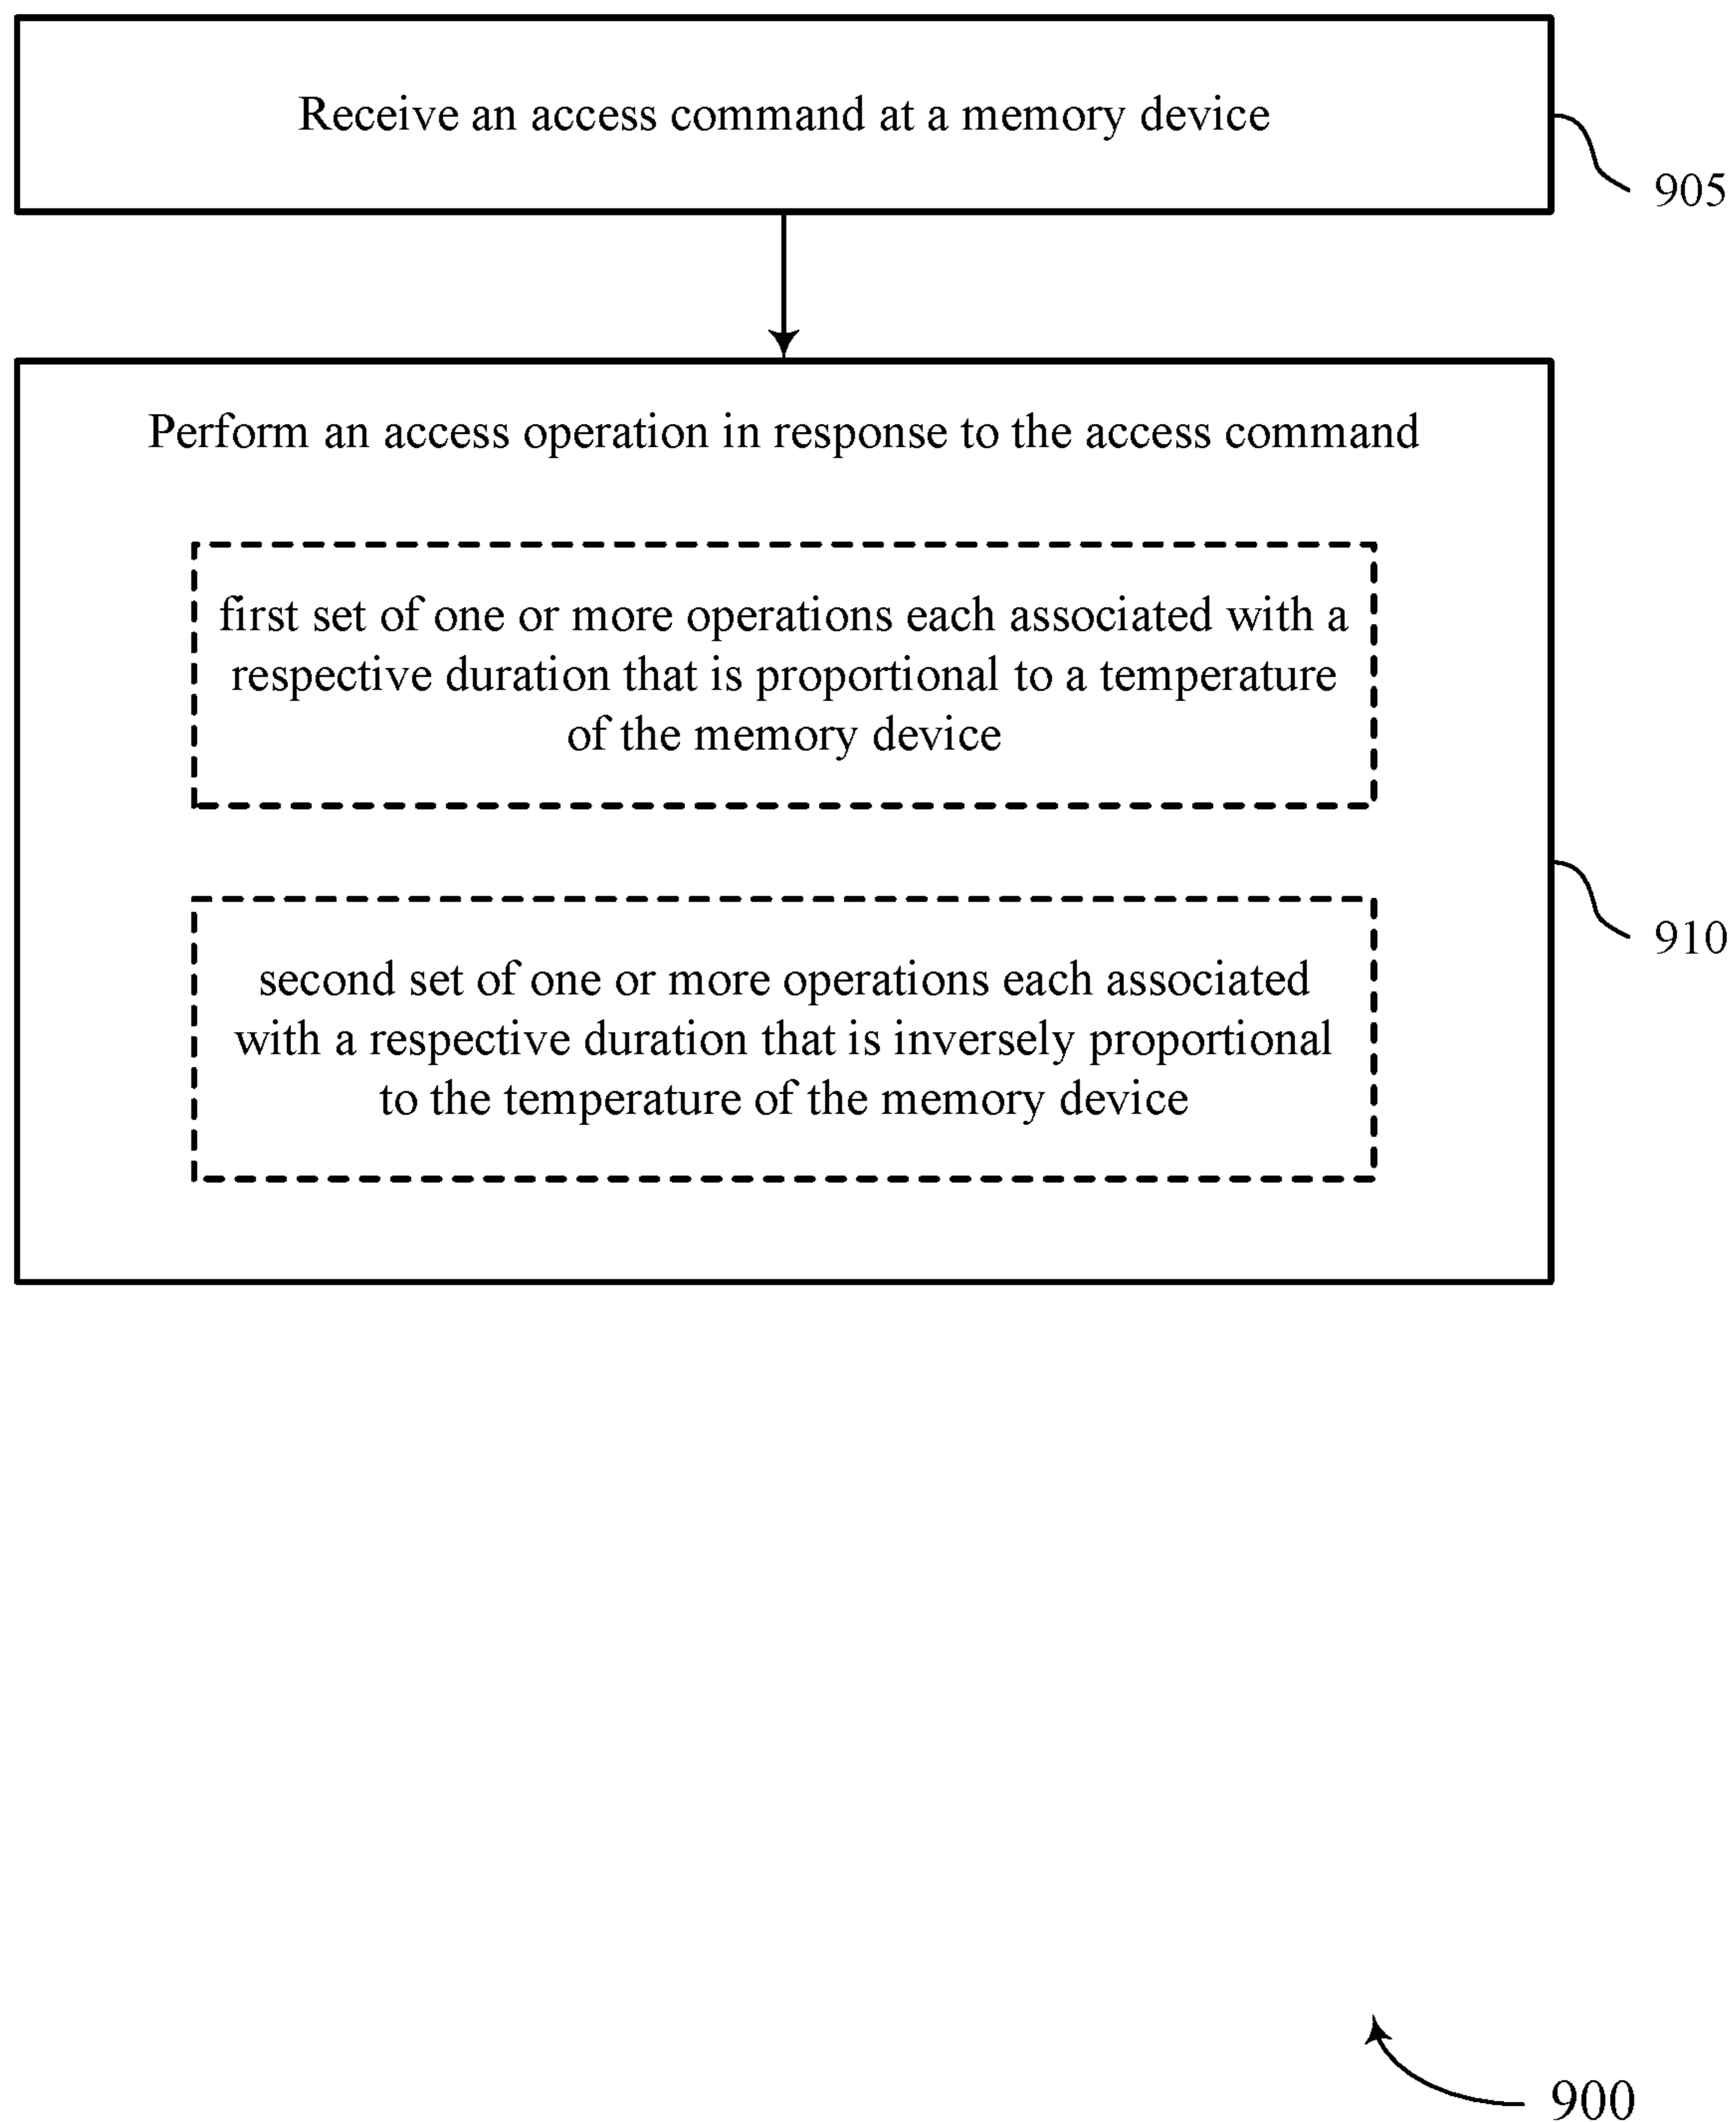 Receive an access command at a memory device
905
Perform an access operation in response to the access command
first set of one or more operations each associated with a
respective duration that is proportional to a temperature
of the memory device
910
second set of one or more operations each associated
with a respective duration that is inversely proportional
to the temperature of the memory device
900